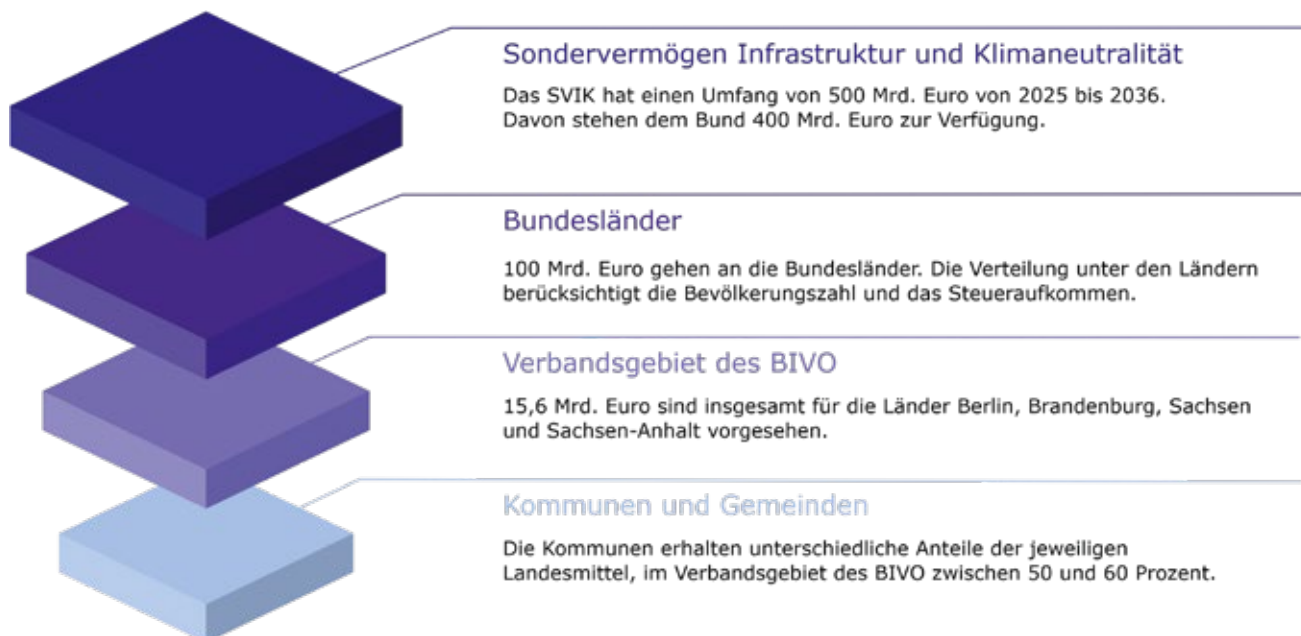 Sondervermögen Infrastruktur und Klimaneutralität
Das SVIK hat einen Umfang von 500 Mrd. Euro von 2025 bis 2036.
Davon stehen dem Bund 400 Mrd. Euro zur Verfügung.
Bundesländer
100 Mrd. Euro gehen an die Bundesländer. Die Verteilung unter den Ländern
berücksichtigt die Bevölkerungszahl und das Steueraufkommen.
Verbandsgebiet des BIVO
15,6 Mrd. Euro sind insgesamt für die Länder Berlin, Brandenburg, Sachsen
und Sachsen-Anhalt vorgesehen.
Kommunen und Gemeinden
Die Kommunen erhalten unterschiedliche Anteile der jeweiligen
Landesmittel, im Verbandsgebiet des BIVO zwischen 50 und 60 Prozent.